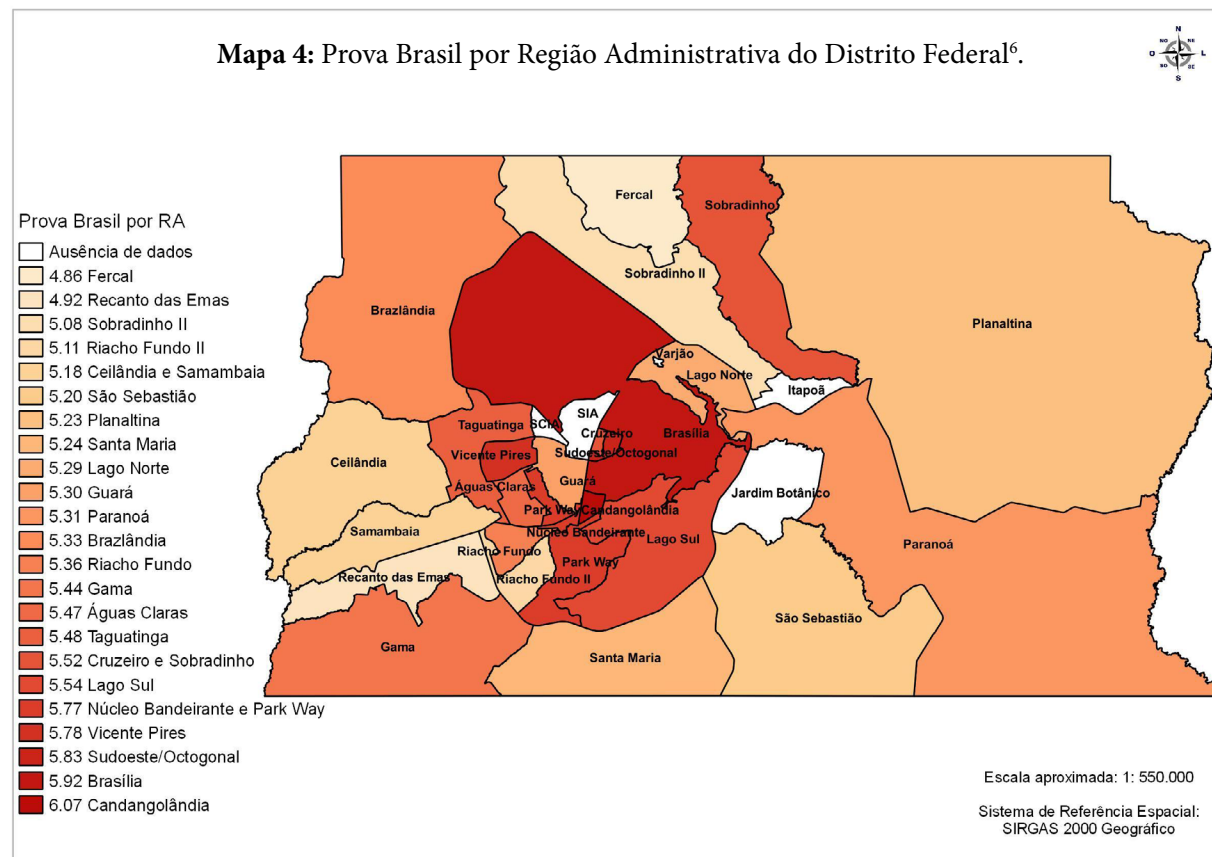 Mapa 4: Prova Brasil por Região Administrativa do Distrito Federal⁶.
N
NO NE
O L
SO SE
S
Prova Brasil por RA
Ausência de dados
4.86 Fercal
4.92 Recanto das Emas
5.08 Sobradinho II
5.11 Riacho Fundo II
5.18 Ceilândia e Samambaia
5.20 São Sebastião
5.23 Planaltina
5.24 Santa Maria
5.29 Lago Norte
5.30 Guará
5.31 Paranoá
5.33 Brazlândia
5.36 Riacho Fundo
5.44 Gama
5.47 Águas Claras
5.48 Taguatinga
5.52 Cruzeiro e Sobradinho
5.54 Lago Sul
5.77 Núcleo Bandeirante e Park Way
5.78 Vicente Pires
5.83 Sudoeste/Octogonal
5.92 Brasília
6.07 Candangolândia
Fercal
Sobradinho
Sobradinho II
Brazlândia
Planaltina
Varjão
Lago Norte
Itapoã
SIA
SCIA
Taguatinga
Cruzeiro
Brasília
Vicente Pires
Sudoeste/Octogonal
Ceilândia
Guará
Águas Claras
Jardim Botânico
Park Way
Candangolândia
Samambaia
Núcleo Bandeirante
Lago Sul
Paranoá
Riacho Fundo
Park Way
Recanto das Emas
Riacho Fundo II
São Sebastião
Gama
Santa Maria
Escala aproximada: 1: 550.000
Sistema de Referência Espacial:
SIRGAS 2000 Geográfico